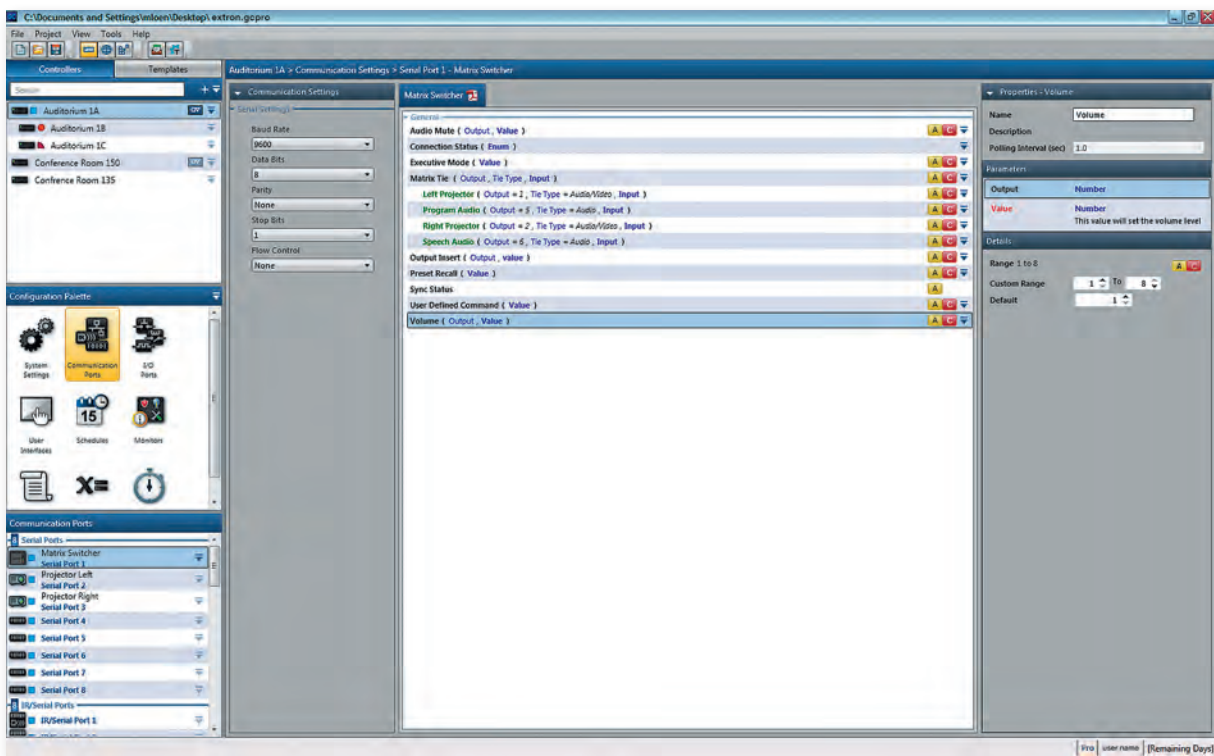 C:\Documents and Settings\mloen\Desktop\ extron.gcpro
File Project View Tools Help
Controllers Templates
Auditorium 1A > Communication Settings > Serial Port 1 - Matrix Switcher
Search
Auditorium 1A
Auditorium 1B
Auditorium 1C
Conference Room 150
Confrence Room 135
Configuration Palette
System Settings
Communication Ports
I/O Ports
User Interfaces
15
Schedules
Monitors
X=
Communication Ports
Serial Ports
Matrix Switcher
Serial Port 1
Projector Left
Serial Port 2
Projector Right
Serial Port 3
Serial Port 4
Serial Port 5
Serial Port 6
Serial Port 7
Serial Port 8
IR/Serial Ports
IR/Serial Port 1
Communication Settings
Serial Settings
Baud Rate
9600
Data Bits
8
Parity
None
Stop Bits
1
Flow Control
None
Matrix Switcher
General
Audio Mute ( Output , Value ) A C
Connection Status ( Enum )
Executive Mode ( Value ) A C
Matrix Tie ( Output , Tie Type , Input ) A C
Left Projector ( Output = 1 , Tie Type = Audio/Video , Input ) A C
Program Audio ( Output = 5 , Tie Type = Audio , Input ) A C
Right Projector ( Output = 2 , Tie Type = Audio/Video , Input ) A C
Speech Audio ( Output = 6 , Tie Type = Audio , Input ) A C
Output Insert ( Output , value ) A C
Preset Recall ( Value ) A C
Sync Status A
User Defined Command ( Value ) A C
Volume ( Output , Value ) A C
Properties - Volume
Name Volume
Description
Polling Interval (sec) 1.0
Parameters
Output Number
Value Number
This value will set the volume level
Details
Range 1 to 8 A C
Custom Range 1 To 8
Default 1
Pro user name [Remaining Days]